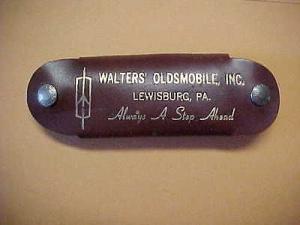 WALTERS' OLDSMOBILE, INC.
LEWISBURG, PA.
Always A Step Ahead